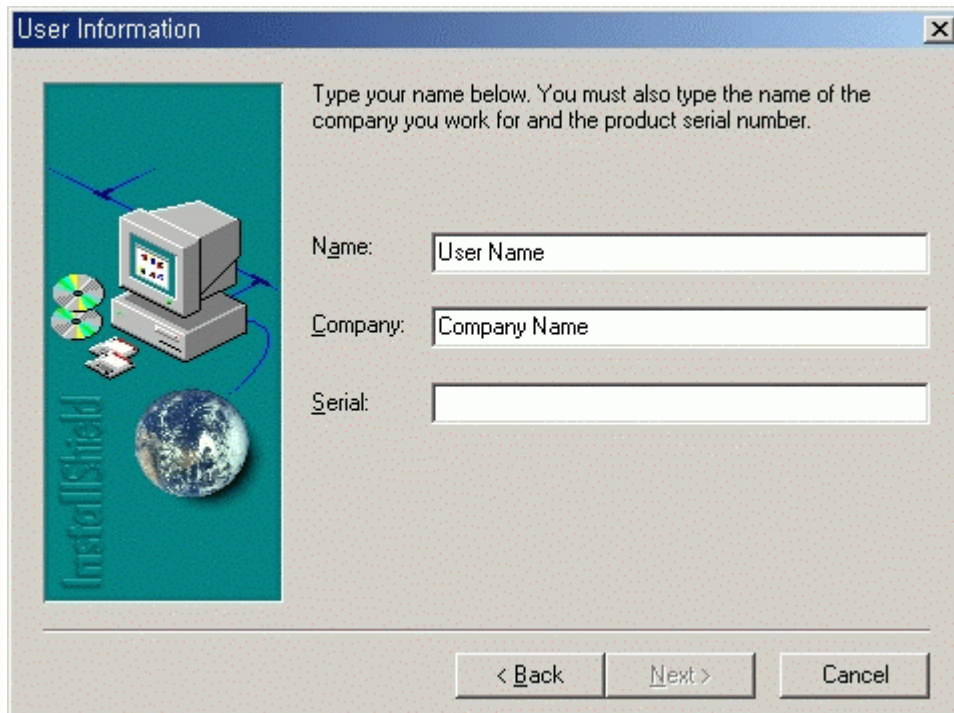 User Information
Type your name below. You must also type the name of the
company you work for and the product serial number.
Name:
User Name
Company:
Company Name
Serial:
InstallShield
< Back
Next >
Cancel